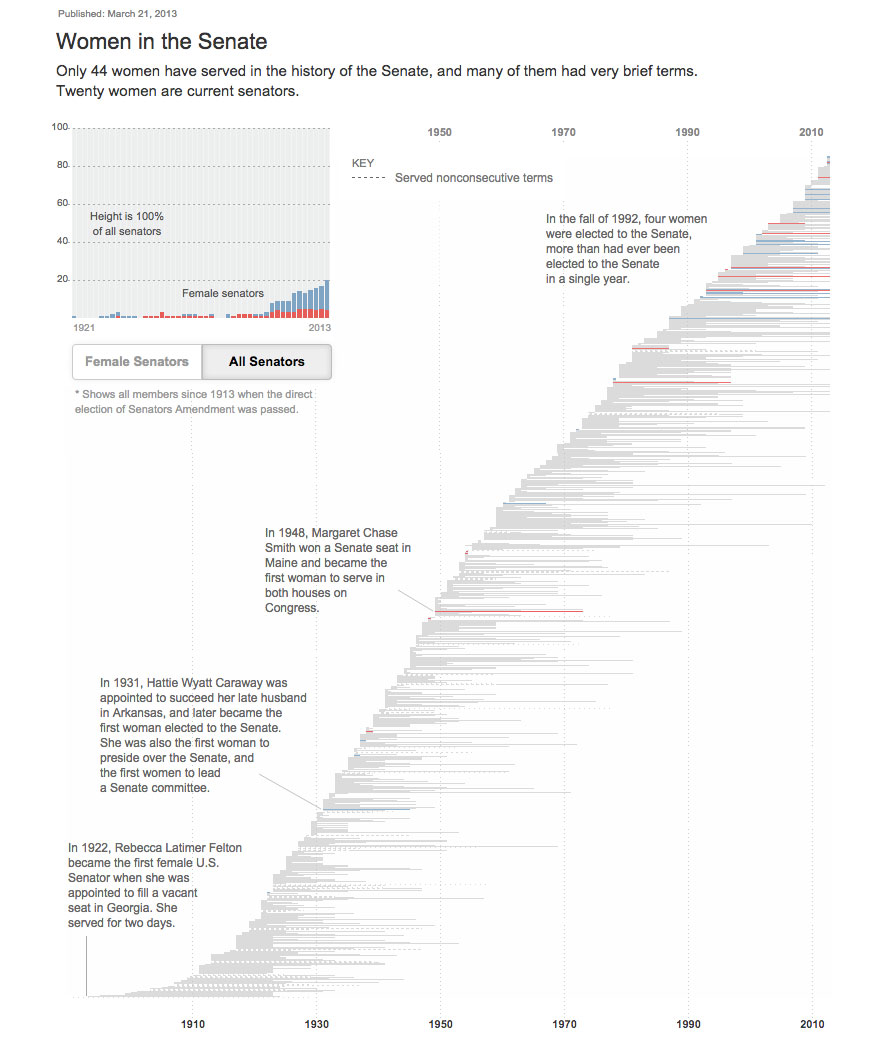 Published: March 21, 2013
Women in the Senate
Only 44 women have served in the history of the Senate, and many of them had very brief terms.
Twenty women are current senators.
100
80
60
40
20
Height is 100%
of all senators
Female senators
1921
2013
Female Senators
All Senators
* Shows all members since 1913 when the direct
election of Senators Amendment was passed.
1950
1970
1990
2010
KEY
Served nonconsecutive terms
In the fall of 1992, four women
were elected to the Senate,
more than had ever been
elected to the Senate
in a single year.
In 1948, Margaret Chase
Smith won a Senate seat in
Maine and became the
first woman to serve in
both houses on
Congress.
In 1931, Hattie Wyatt Caraway was
appointed to succeed her late husband
in Arkansas, and later became the
first woman elected to the Senate.
She was also the first woman to
preside over the Senate, and
the first women to lead
a Senate committee.
In 1922, Rebecca Latimer Felton
became the first female U.S.
Senator when she was
appointed to fill a vacant
seat in Georgia. She
served for two days.
1910
1930
1950
1970
1990
2010